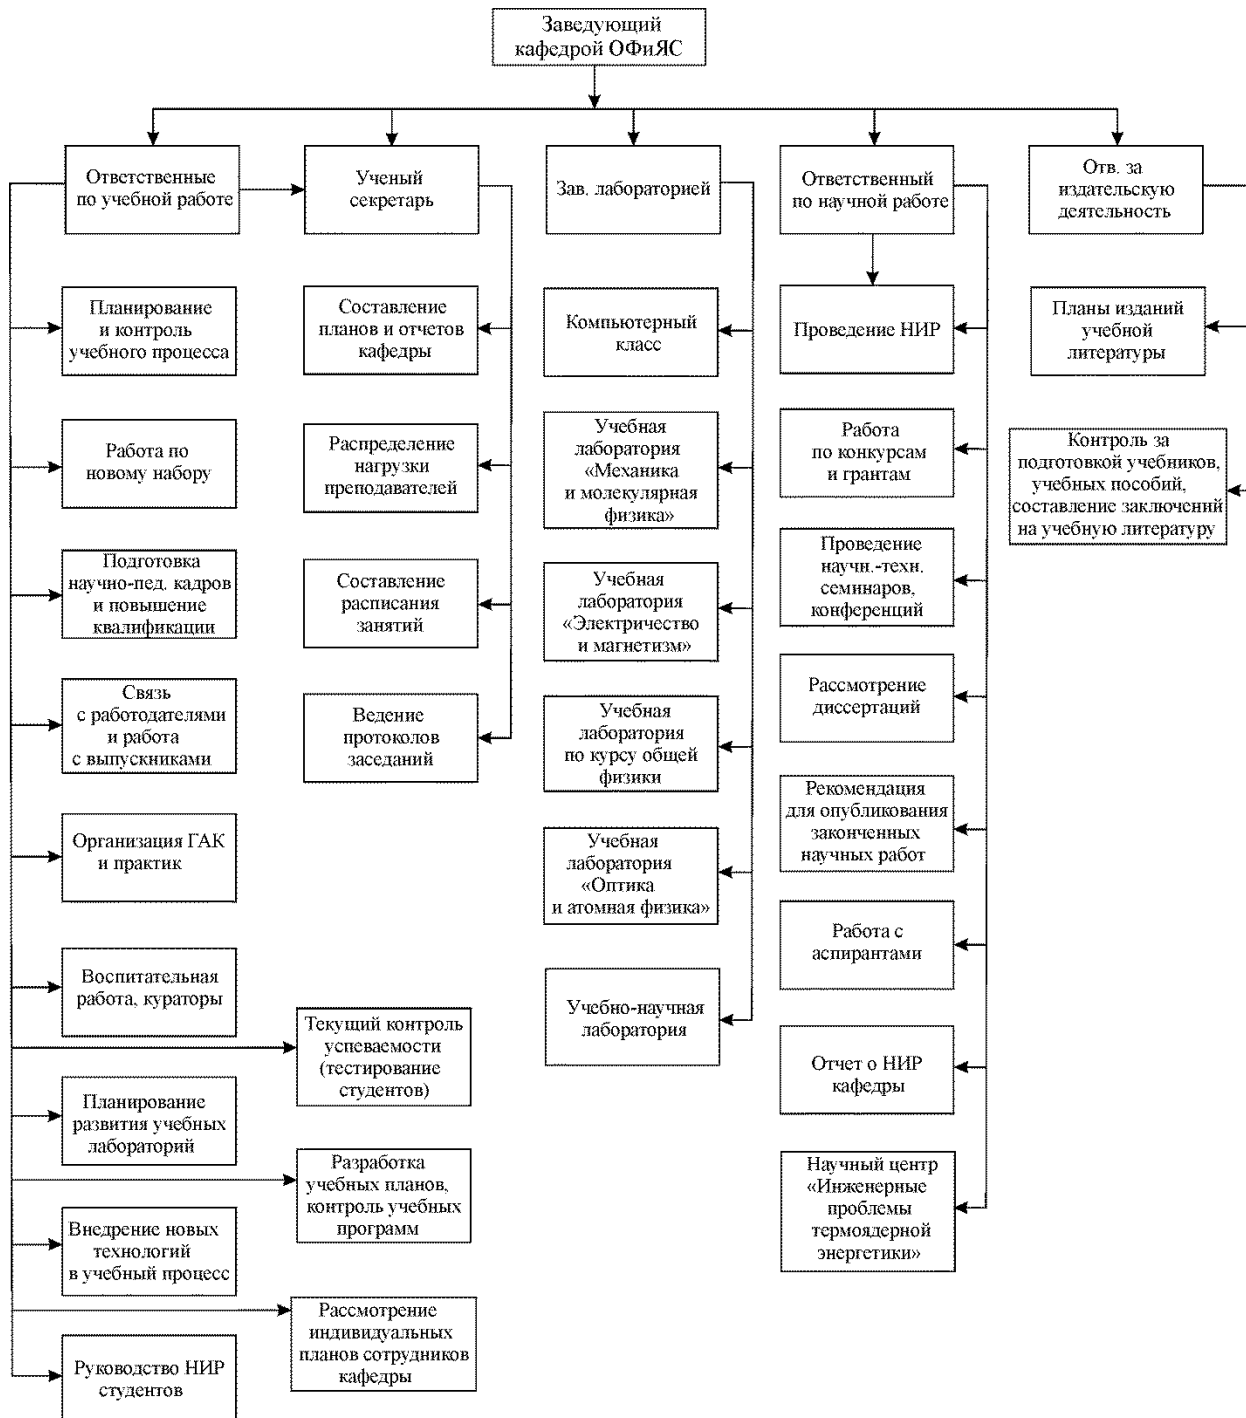 Заведующий
кафедрой ОФиЯС
Ответственные
по учебной работе
Ученый
секретарь
Зав. лабораторией
Ответственный
по научной работе
Отв. за
издательскую
деятельность
Планирование
и контроль
учебного процесса
Составление
планов и отчетов
кафедры
Компьютерный
класс
Проведение НИР
Планы изданий
учебной
литературы
Работа по
новому набору
Распределение
нагрузки
преподавателей
Учебная
лаборатория
«Механика
и молекулярная
физика»
Работа
по конкурсам
и грантам
Контроль за
подготовкой учебников,
учебных пособий,
составление заключений
на учебную литературу
Подготовка
научно-пед. кадров
и повышение
квалификации
Составление
расписания
занятий
Учебная
лаборатория
«Электричество
и магнетизм»
Проведение
научн.-техн.
семинаров,
конференций
Связь
с работодателями
и работа
с выпускниками
Ведение
протоколов
заседаний
Учебная
лаборатория
по курсу общей
физики
Рассмотрение
диссертаций
Организация ГАК
и практик
Учебная
лаборатория
«Оптика
и атомная физика»
Рекомендация
для опубликования
законченных
научных работ
Воспитательная
работа, кураторы
Учебно-научная
лаборатория
Работа с
аспирантами
Текущий контроль
успеваемости
(тестирование
студентов)
Отчет о НИР
кафедры
Планирование
развития учебных
лабораторий
Разработка
учебных планов,
контроль учебных
программ
Научный центр
«Инженерные
проблемы
термоядерной
энергетики»
Внедрение новых
технологий
в учебный процесс
Рассмотрение
индивидуальных
планов сотрудников
кафедры
Руководство НИР
студентов